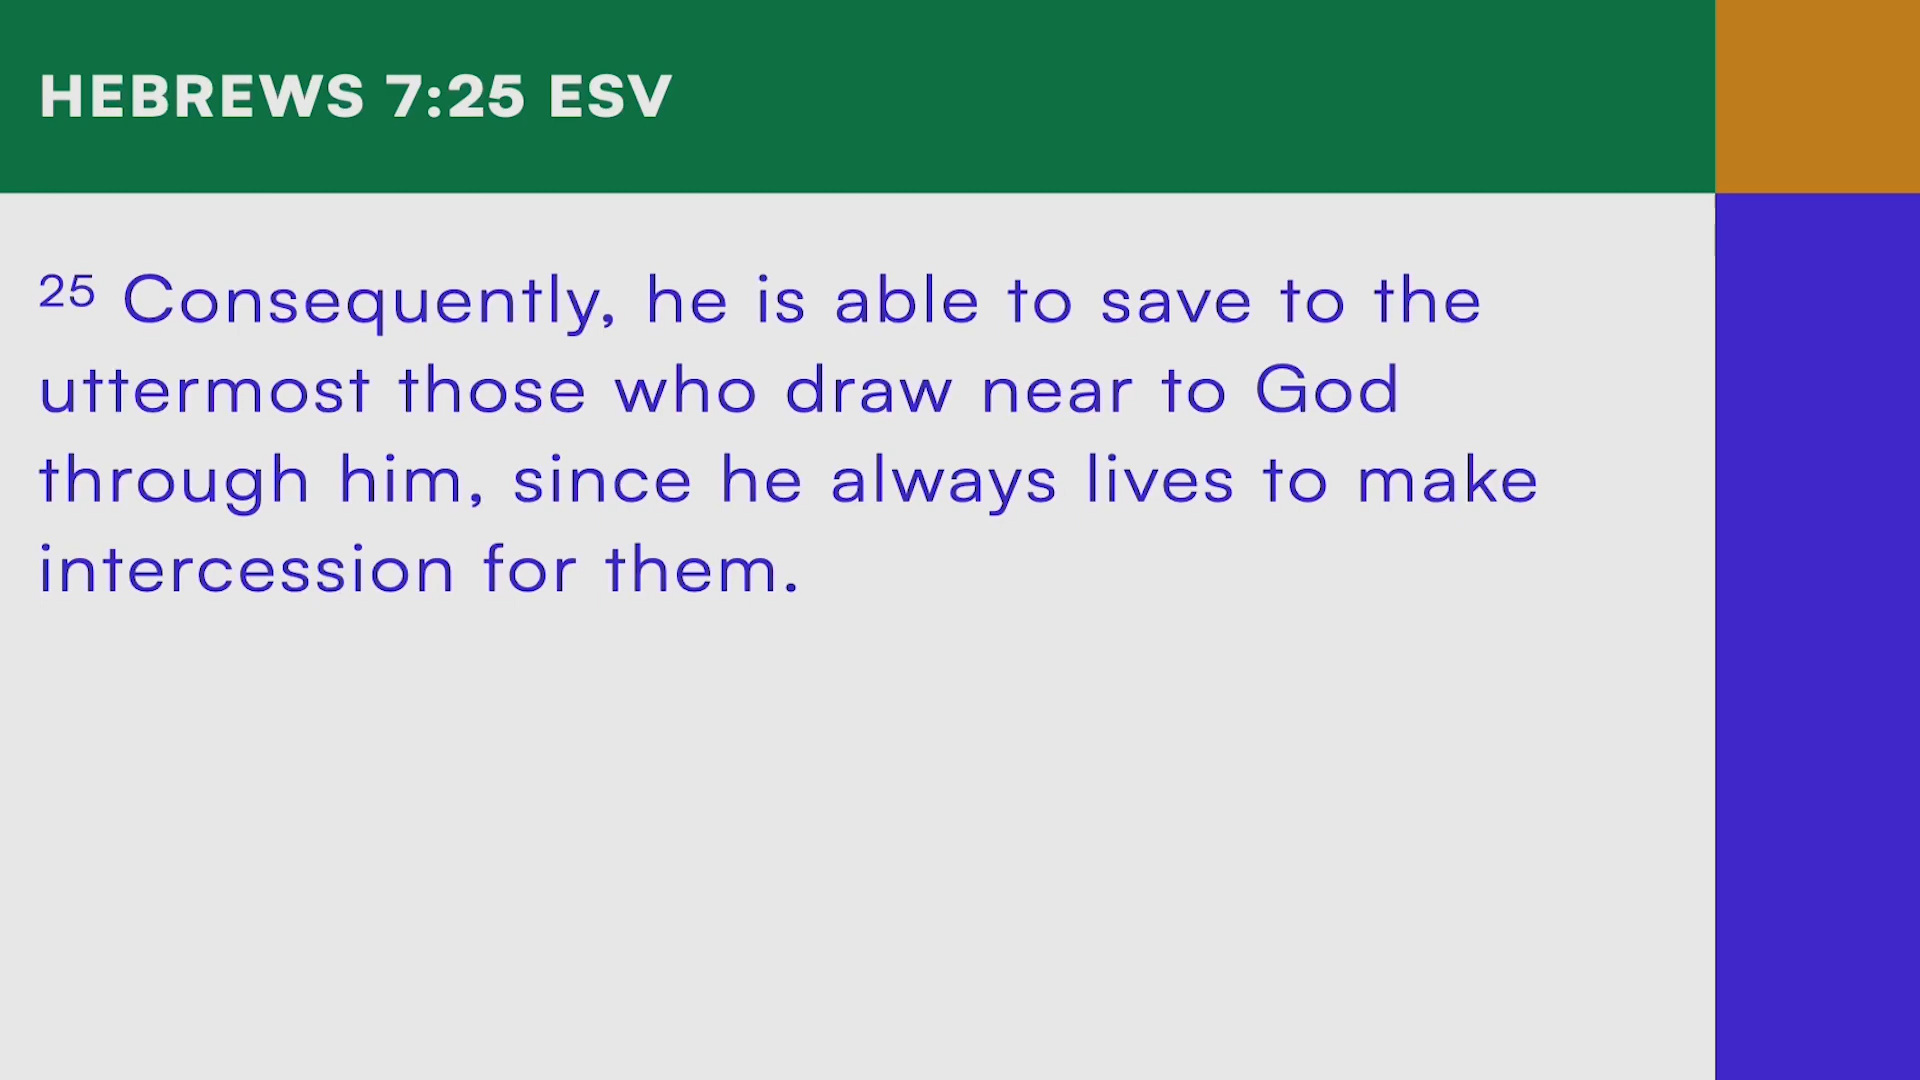 HEBREWS 7:25 ESV
25 Consequently, he is able to save to the
uttermost those who draw near to God
through him, since he always lives to make
intercession for them.